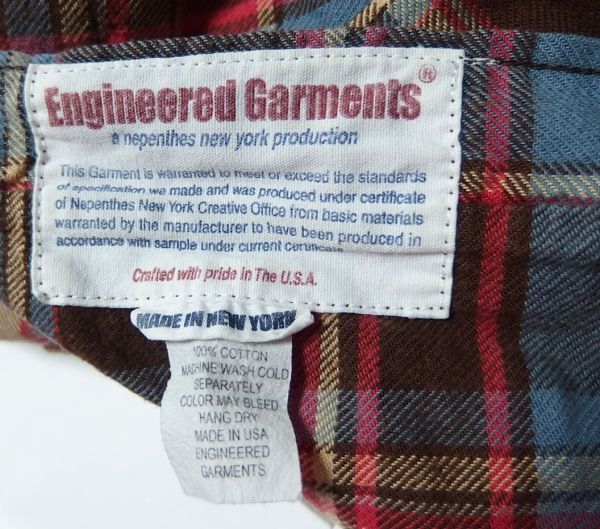 Engineered Garments®
a nepenthes new york production
This Garment is warranted to meet or exceed the standards
of specification we made and was produced under certificate
of Nepenthes New York Creative Office from basic materials
warranted by the manufacturer to have been produced in
accordance with sample under current certificate.
Crafted with pride in The U.S.A.
MADE IN NEW YORK
100% COTTON
MACHINE WASH COLD
SEPARATELY
COLOR MAY BLEED
HANG DRY
MADE IN USA
ENGINEERED
GARMENTS